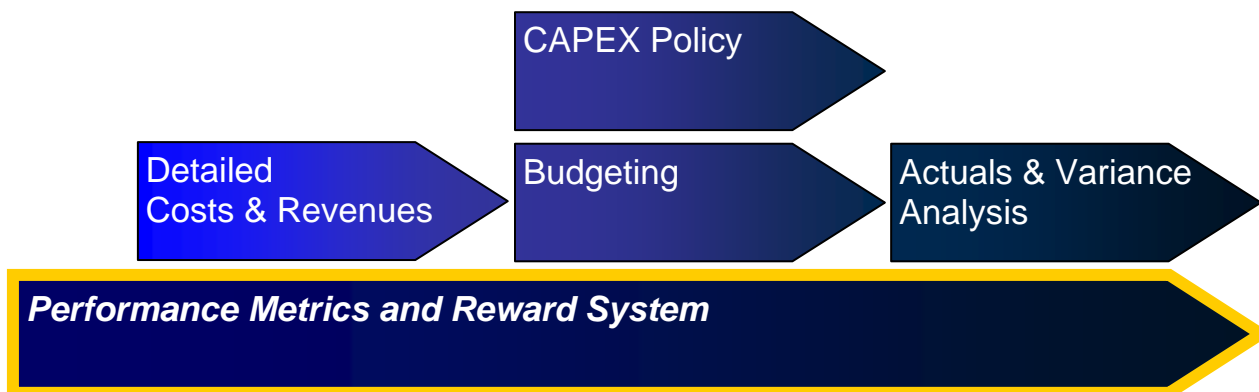 CAPEX Policy
Detailed
Costs & Revenues
Budgeting
Actuals & Variance
Analysis
Performance Metrics and Reward System